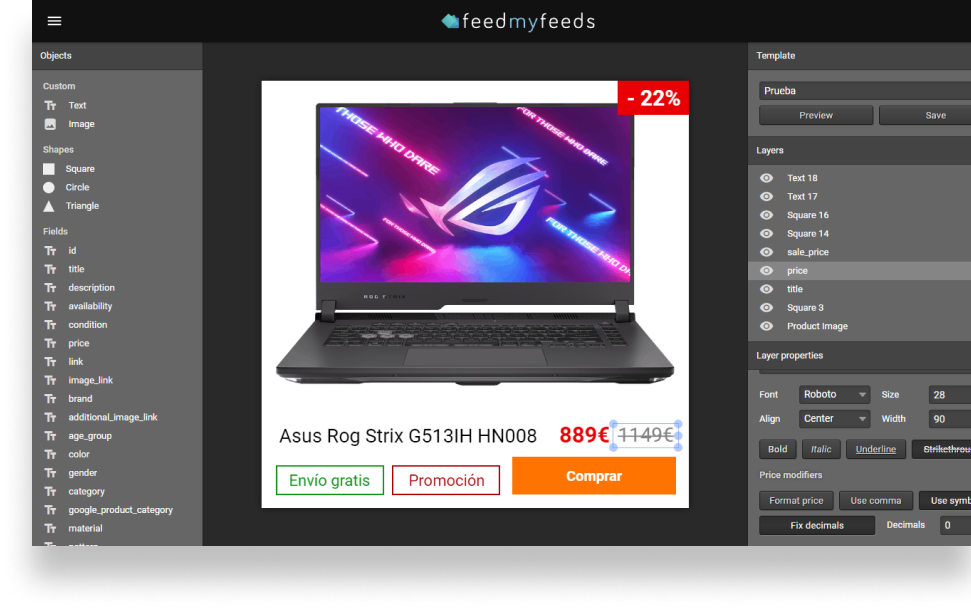 feedmyfeeds
Objects
Custom
Text
Image
Shapes
Square
Circle
Triangle
Fields
id
title
description
availability
condition
price
link
image_link
brand
additional_image_link
age_group
color
gender
category
google_product_category
material
- 22%
THOSE WHO DARE
FOR THOSE WHO DARE
FOR THOSE WHO DARE
FOR THOSE WHO DARE
Asus Rog Strix G513IH HN008 889€ 1149€
Envío gratis Promoción Comprar
Template
Prueba
Preview Save
Layers
Text 18
Text 17
Square 16
Square 14
sale_price
price
title
Square 3
Product Image
Layer properties
Font Roboto Size 28
Align Center Width 90
Bold Italic Underline Strikethrou
Price modifiers
Format price Use comma Use symb
Fix decimals Decimals 0